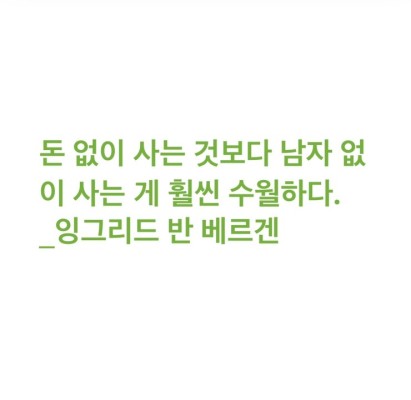 돈 없이 사는 것보다 남자 없
이 사는 게 훨씬 수월하다.
_잉그리드 반 베르겐